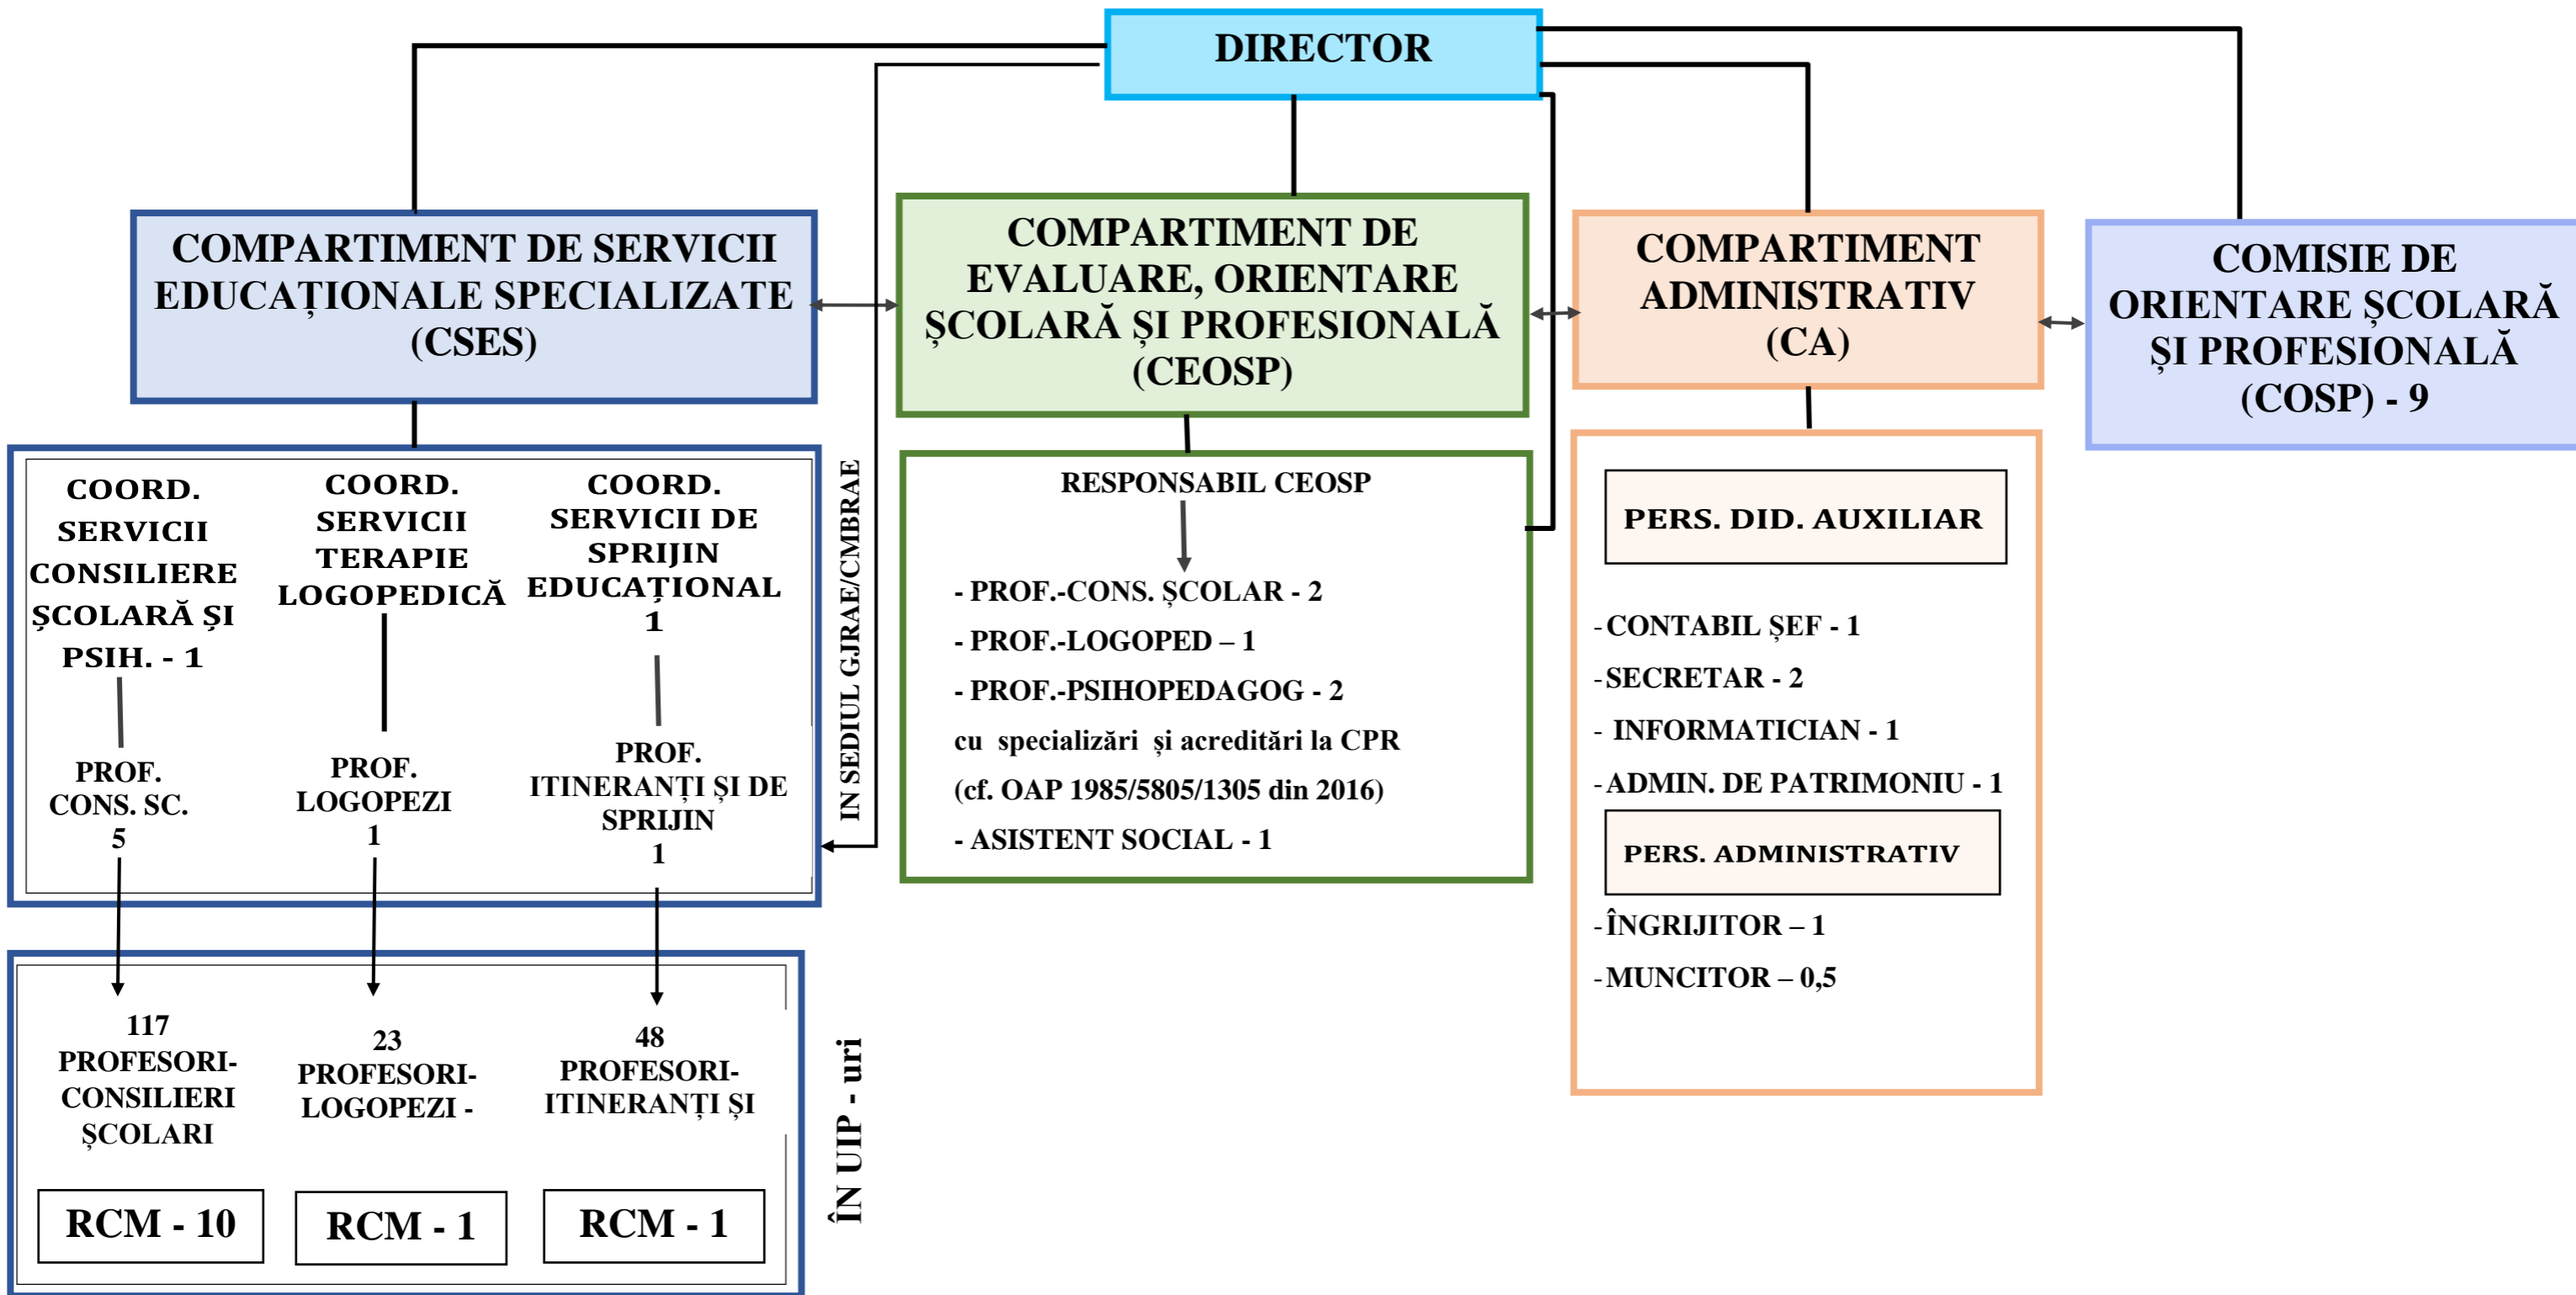 DIRECTOR
COMPARTIMENT DE SERVICII
EDUCAȚIONALE SPECIALIZATE
(CSES)
COMPARTIMENT DE
EVALUARE, ORIENTARE
ȘCOLARĂ ȘI PROFESIONALĂ
(CEOSP)
COMPARTIMENT
ADMINISTRATIV
(CA)
COMISIE DE
ORIENTARE ȘCOLARĂ
ȘI PROFESIONALĂ
(COSP) - 9
COORD.
SERVICII
CONSILIERE
ȘCOLARĂ ȘI
PSIH. - 1
COORD.
SERVICII
TERAPIE
LOGOPEDICĂ
COORD.
SERVICII DE
SPRIJIN
EDUCAȚIONAL
1
PROF.
CONS. SC.
5
PROF.
LOGOPEZI
1
PROF.
ITINERANȚI ȘI DE
SPRIJIN
1
IN SEDIUL GJRAE/CMBRAE
RESPONSABIL CEOSP
- PROF.-CONS. ȘCOLAR - 2
- PROF.-LOGOPED – 1
- PROF.-PSIHOPEDAGOG - 2
cu specializări și acreditări la CPR
(cf. OAP 1985/5805/1305 din 2016)
- ASISTENT SOCIAL - 1
PERS. DID. AUXILIAR
-CONTABIL ȘEF - 1
-SECRETAR - 2
- INFORMATICIAN - 1
-ADMIN. DE PATRIMONIU - 1
PERS. ADMINISTRATIV
-ÎNGRIJITOR – 1
-MUNCITOR – 0,5
117
PROFESORI-
CONSILIERI
ȘCOLARI
23
PROFESORI-
LOGOPEZI -
48
PROFESORI-
ITINERANȚI ȘI
RCM - 10
RCM - 1
RCM - 1
ÎN UIP - uri